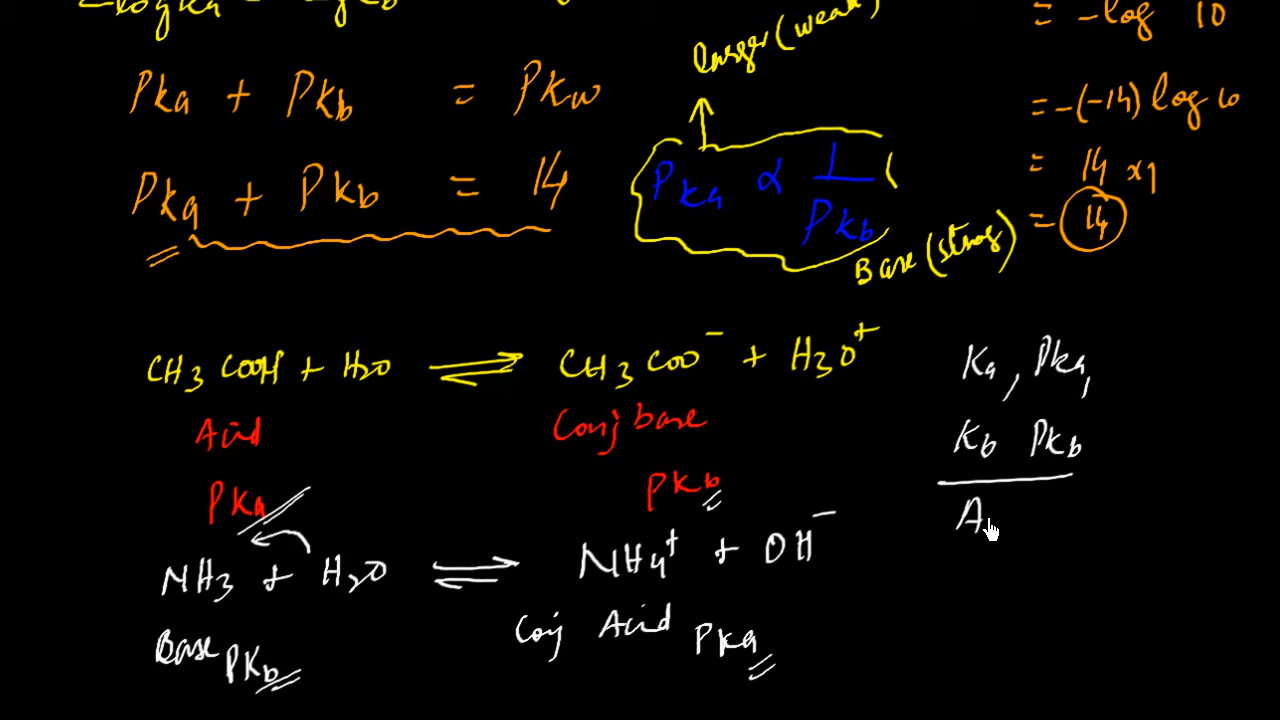 = -log 10
larger (weak)
Pka + Pkb = Pkw
= -(-14) log 10
Pka ∝ 1/Pkb (
= 14 x 1
Pka + Pkb = 14
= 14
Base (strong)
CH3COOH + H2O ⇌ CH3COO- + H3O+
Ka, Pka,
Acid Conj base
Kb Pkb
PKa PKb
A
NH3 + H2O ⇌ NH4+ + OH-
Base PKb Conj Acid Pka